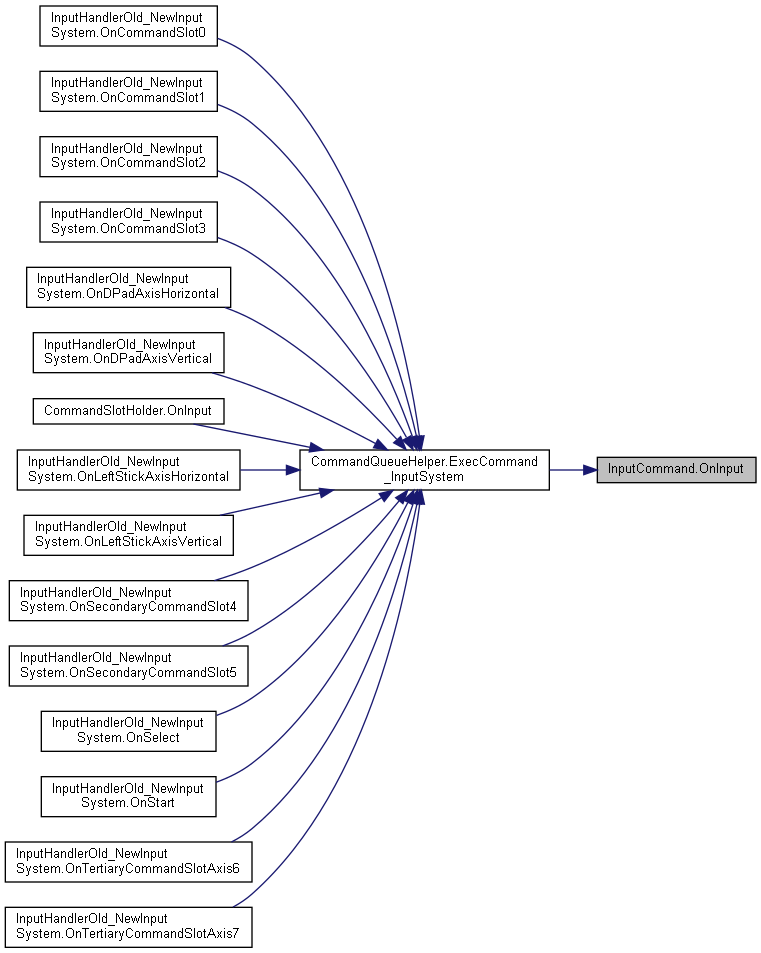 InputHandlerOld_NewInput
System.OnCommandSlot0
InputHandlerOld_NewInput
System.OnCommandSlot1
InputHandlerOld_NewInput
System.OnCommandSlot2
InputHandlerOld_NewInput
System.OnCommandSlot3
InputHandlerOld_NewInput
System.OnDPadAxisHorizontal
InputHandlerOld_NewInput
System.OnDPadAxisVertical
CommandSlotHolder.OnInput
InputHandlerOld_NewInput
System.OnLeftStickAxisHorizontal
CommandQueueHelper.ExecCommand
_InputSystem
InputCommand.OnInput
InputHandlerOld_NewInput
System.OnLeftStickAxisVertical
InputHandlerOld_NewInput
System.OnSecondaryCommandSlot4
InputHandlerOld_NewInput
System.OnSecondaryCommandSlot5
InputHandlerOld_NewInput
System.OnSelect
InputHandlerOld_NewInput
System.OnStart
InputHandlerOld_NewInput
System.OnTertiaryCommandSlotAxis6
InputHandlerOld_NewInput
System.OnTertiaryCommandSlotAxis7